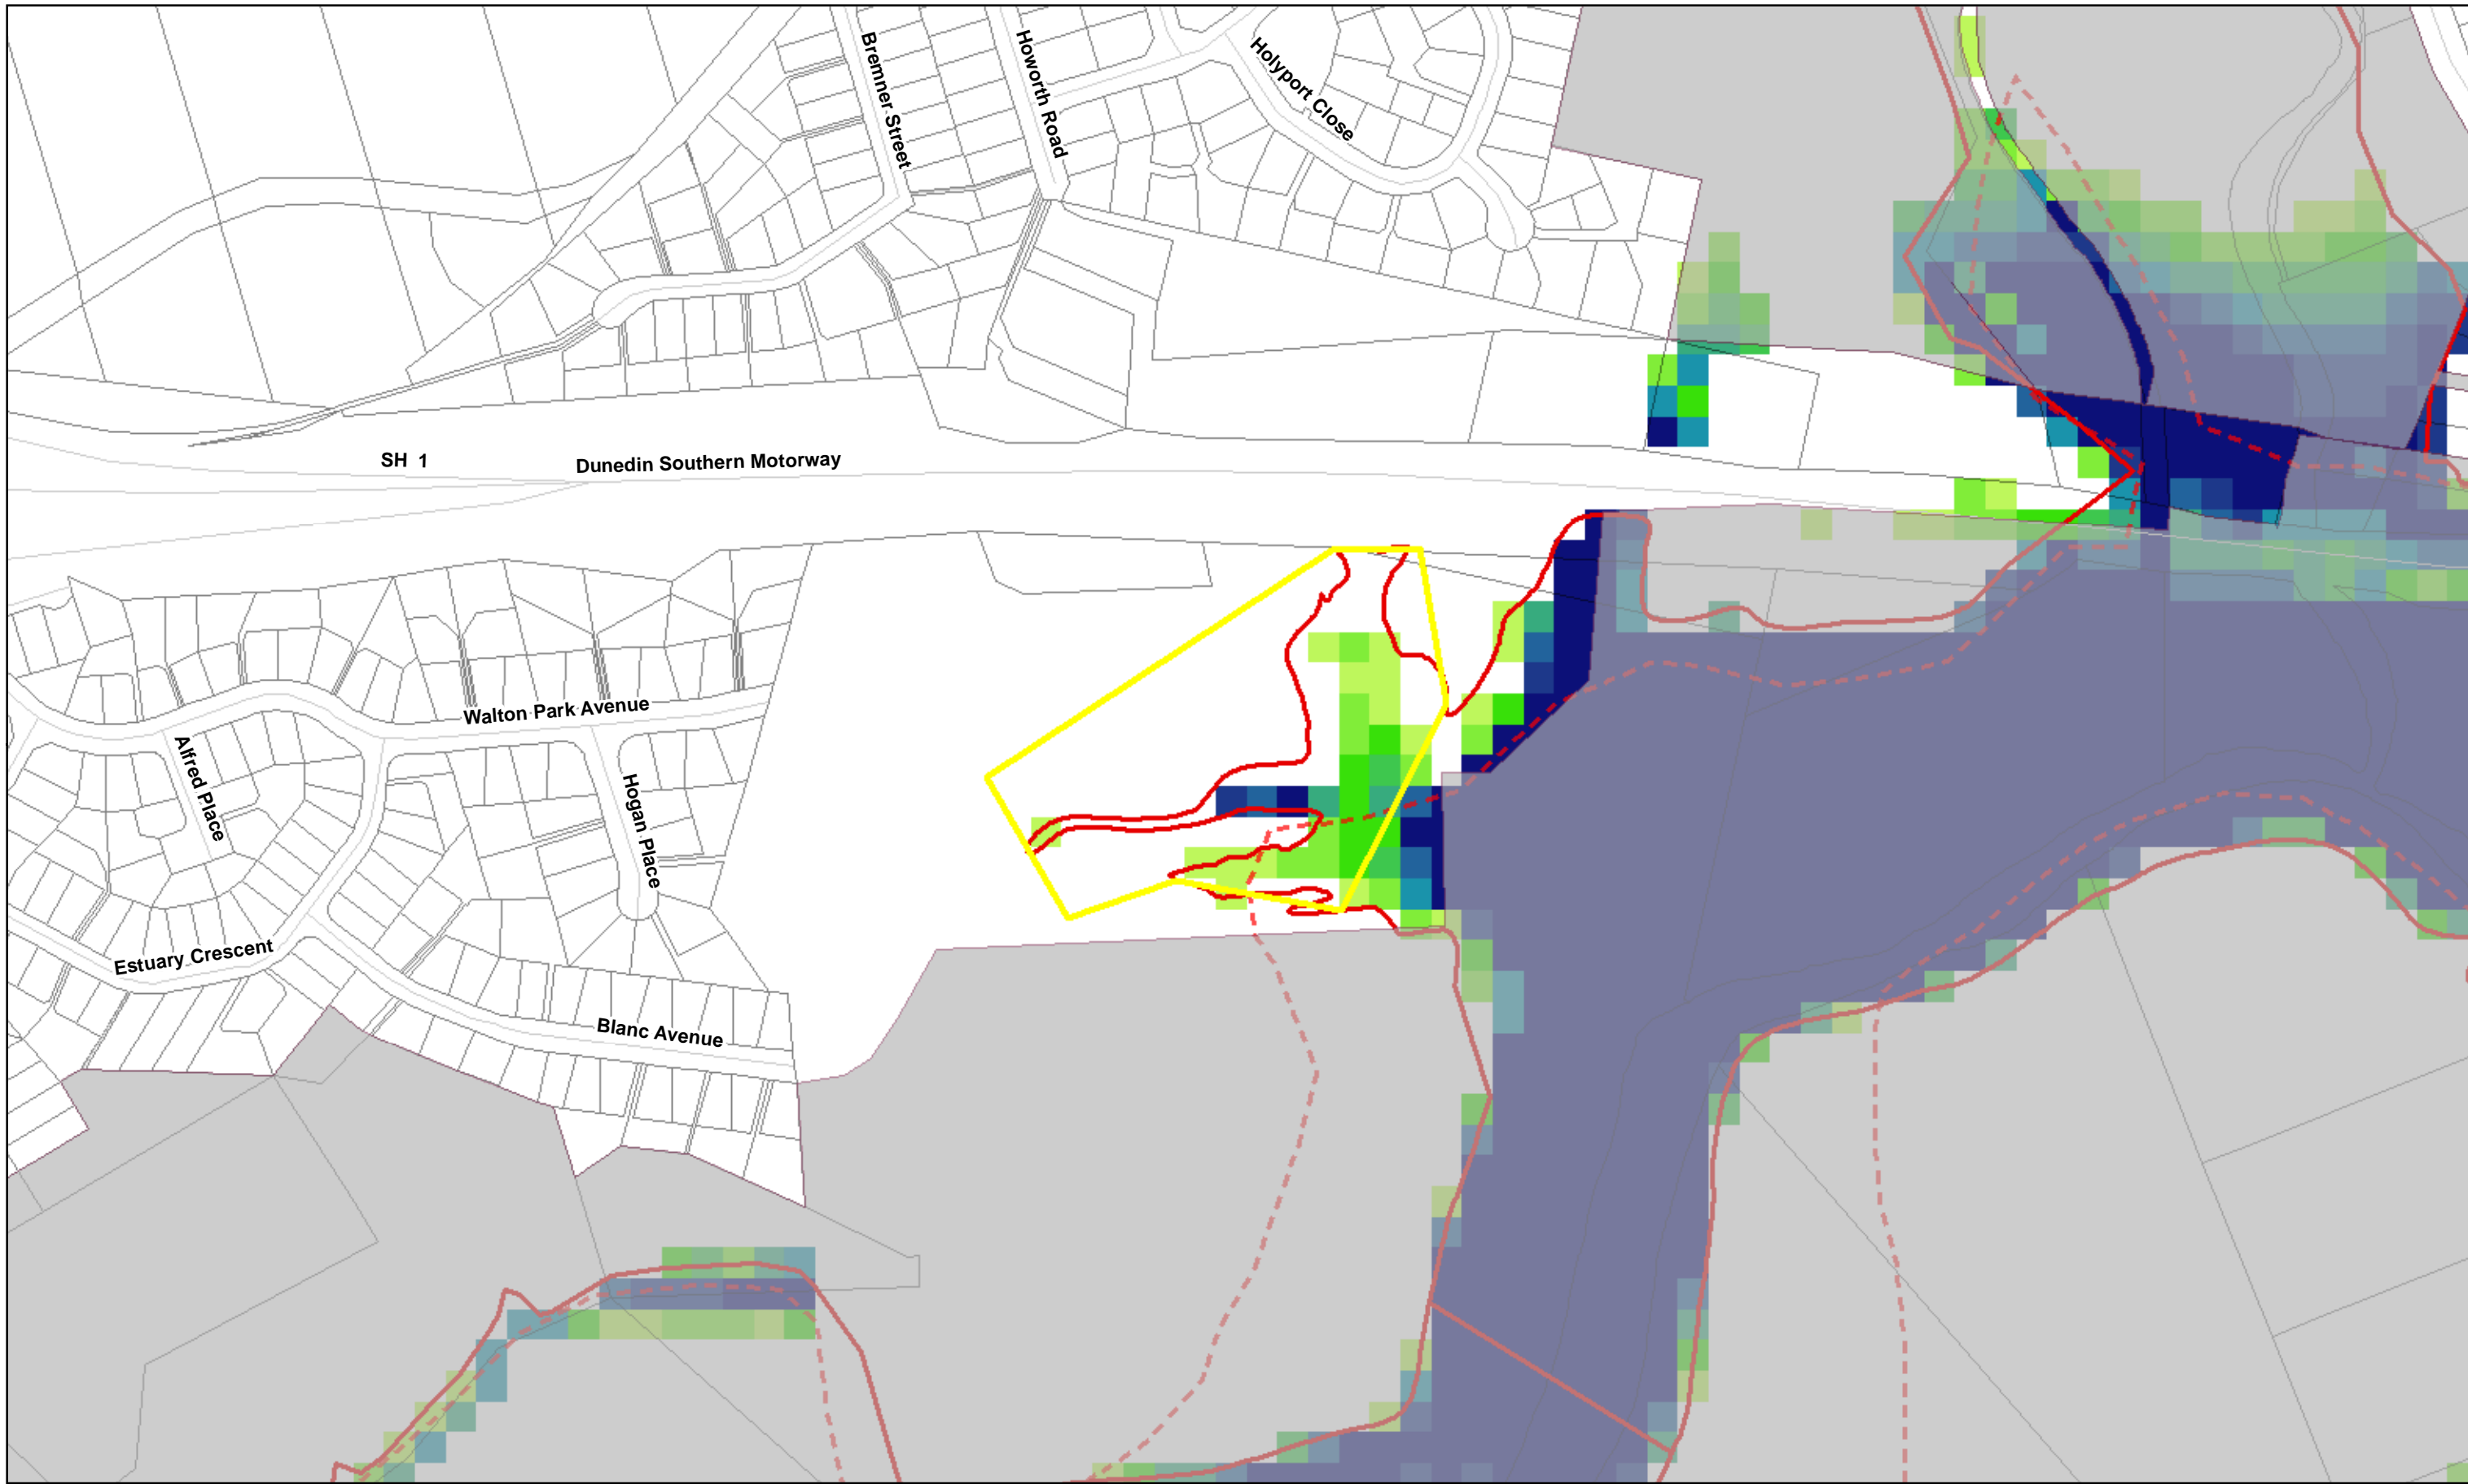 Bremner Street
Howorth Road
Holyport Close
SH 1
Dunedin Southern Motorway
Walton Park Avenue
Alfred Place
Hogan Place
Estuary Crescent
Blanc Avenue